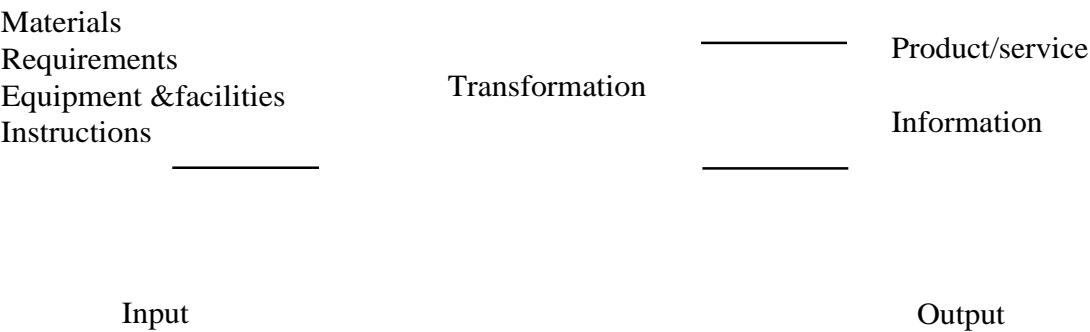 Materials
Requirements
Equipment &facilities
Instructions
Transformation
Product/service
Information
Input
Output